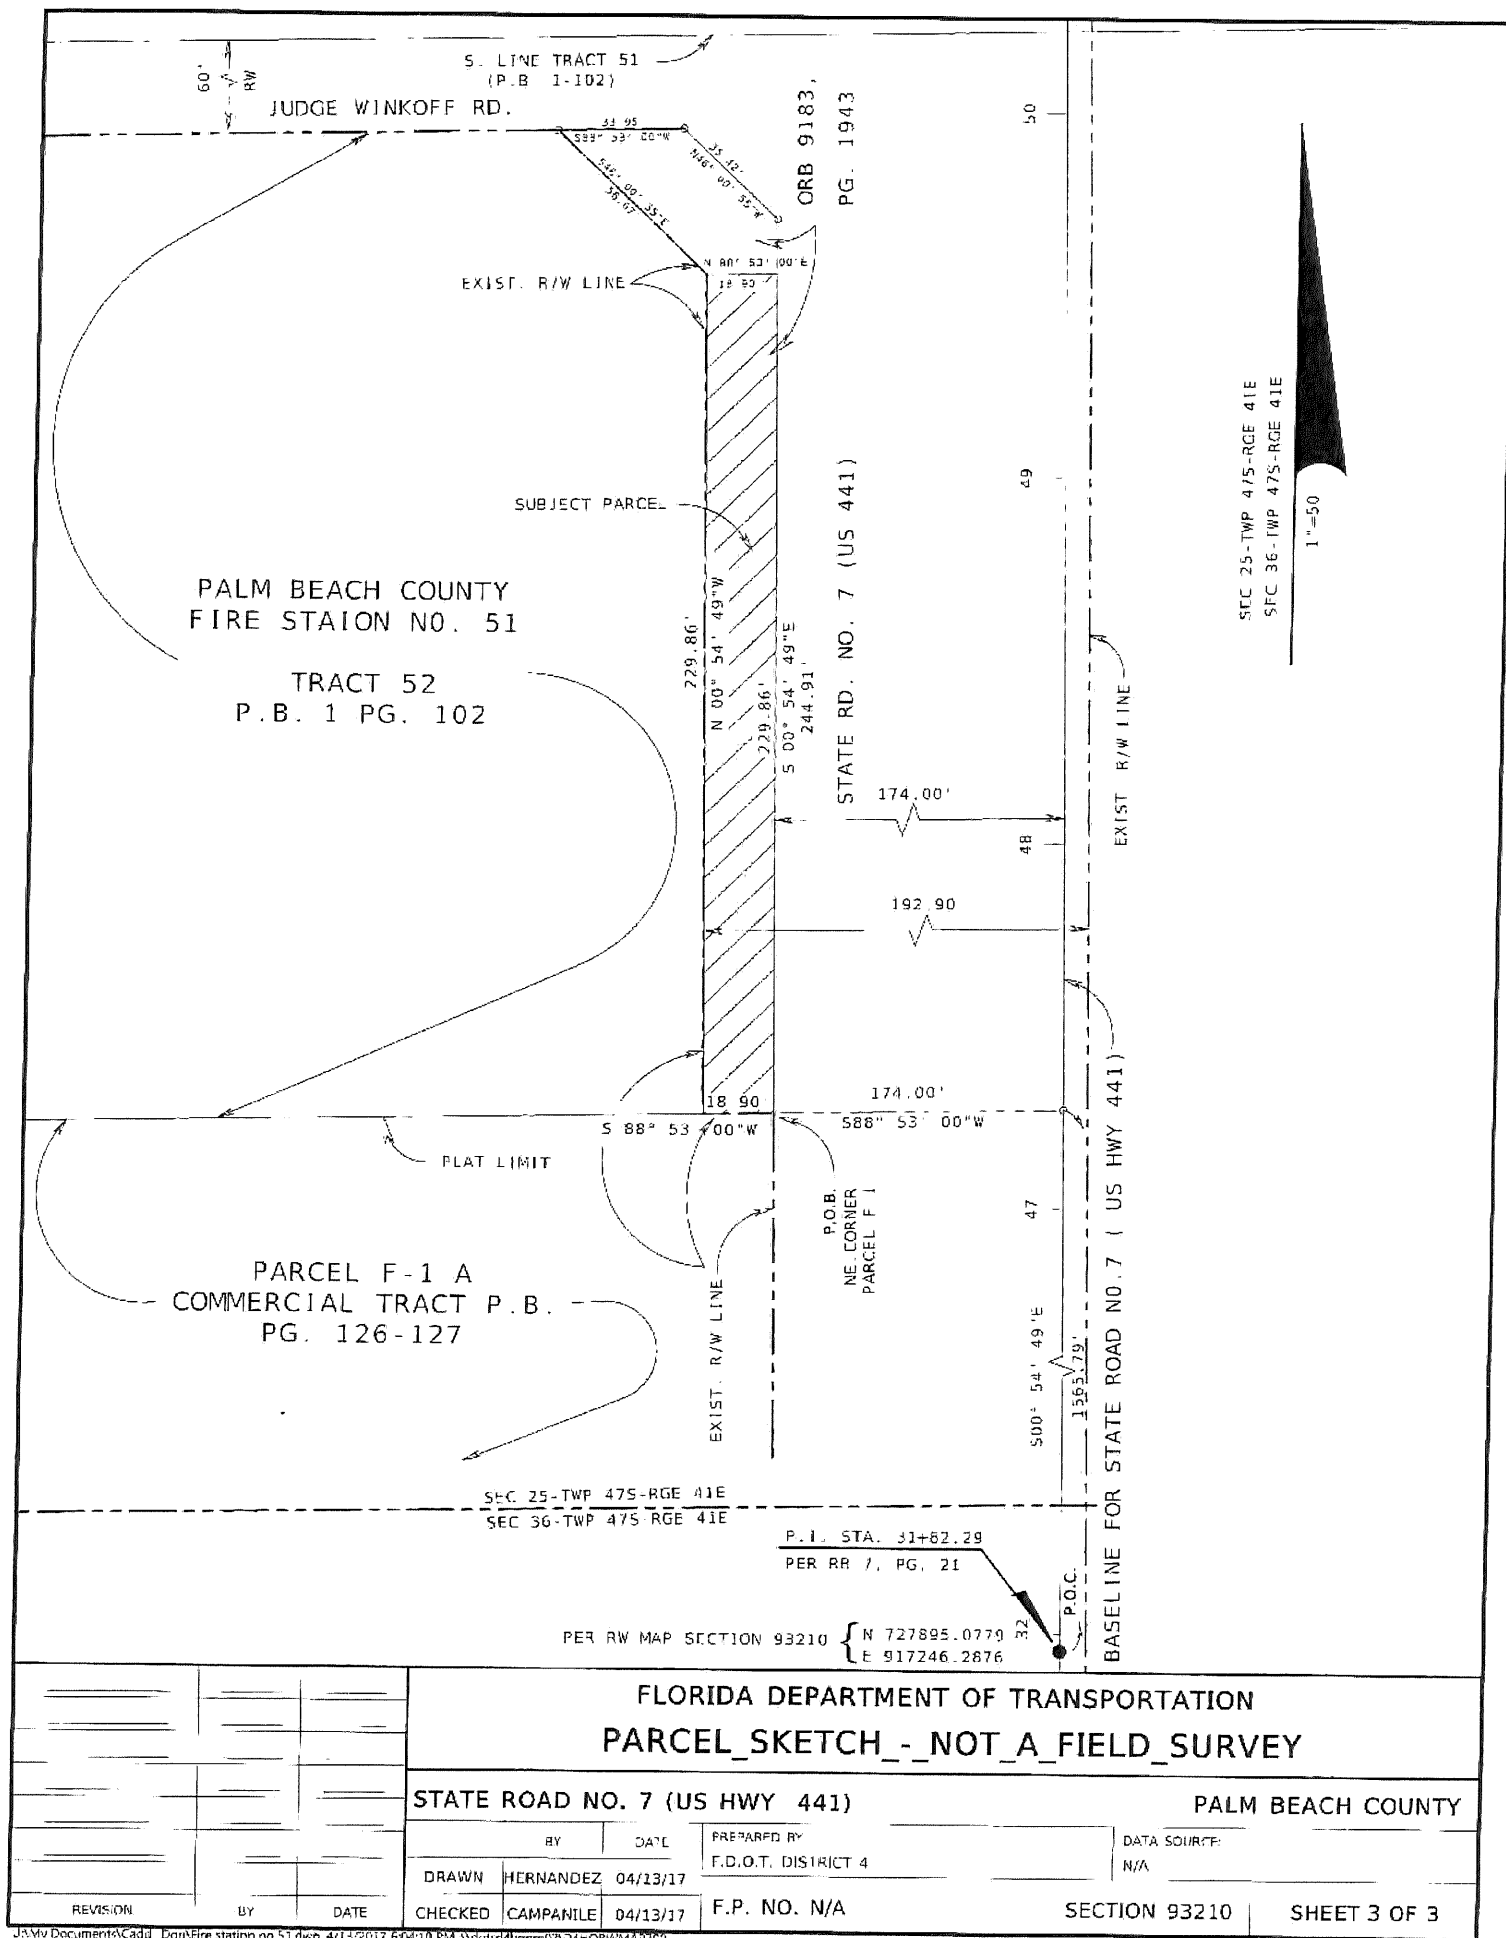 S. LINE TRACT 51
(P.B 1-102)
60'
RW
JUDGE WINKOFF RD.
33 95
S88° 53' 00"W
35.42'
N46° 00' 55"W
S46° 00' 35"E
56.67
ORB 9183,
PG. 1943
50
N 88° 53' 00"E
18 90
EXIST. R/W LINE
49
SEC 25-TWP 47S-RGE 41E
SEC 36-TWP 47S-RGE 41E
1"=50
SUBJECT PARCEL
STATE RD. NO. 7 (US 441)
PALM BEACH COUNTY
FIRE STAION NO. 51
TRACT 52
P.B. 1 PG. 102
229.86'
N 00° 54' 49"W
229.86'
S 00° 54' 49"E
244.91'
EXIST R/W LINE
174.00'
48
192.90
18 90
174.00'
S 88° 53 00"W
S88° 53' 00"W
PLAT LIMIT
P.O.B.
NE. CORNER
PARCEL F 1
47
PARCEL F-1 A
COMMERCIAL TRACT P.B.
PG. 126-127
EXIST. R/W LINE
S00° 54' 49"E
1565.79'
BASELINE FOR STATE ROAD NO.7 ( US HWY 441)
SEC 25-TWP 47S-RGE 41E
SEC 36-TWP 47S RGE 41E
P.I. STA. 31+82.29
PER RB 7, PG. 21
P.O.C.
32
PER RW MAP SECTION 93210 { N 727895.0779
E 917246.2876
FLORIDA DEPARTMENT OF TRANSPORTATION
PARCEL_SKETCH_-_NOT_A_FIELD_SURVEY
STATE ROAD NO. 7 (US HWY 441) PALM BEACH COUNTY
BY DATE PREPARED BY DATA SOURCE:
F.D.O.T. DISTRICT 4 N/A
DRAWN HERNANDEZ 04/13/17
REVISION BY DATE CHECKED CAMPANILE 04/13/17 F.P. NO. N/A SECTION 93210 SHEET 3 OF 3